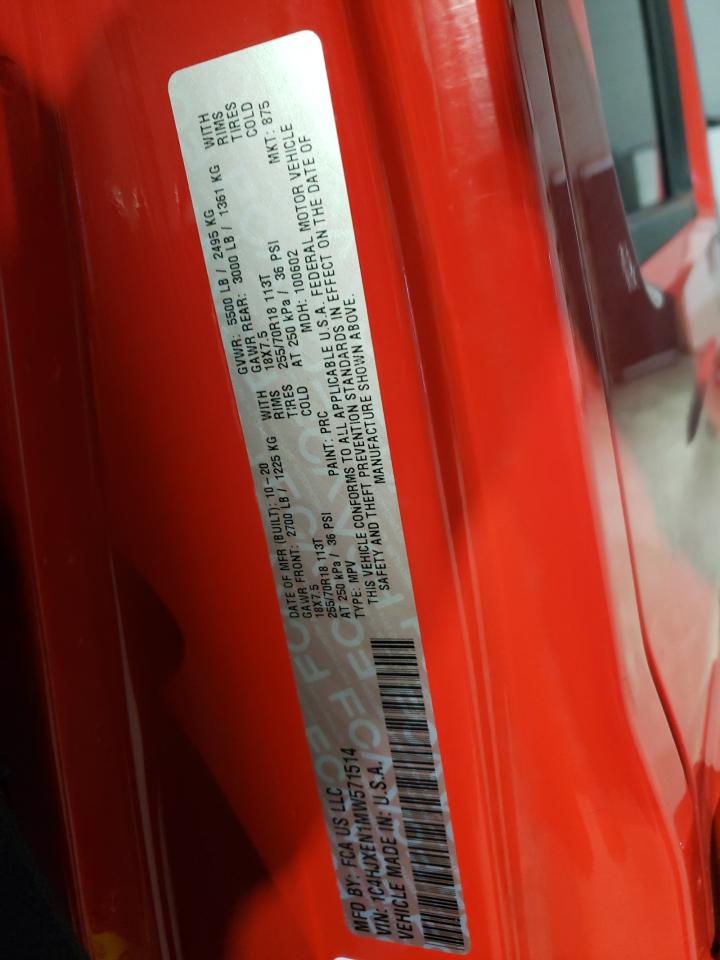 MFD BY: FCA US LLC
DATE OF MFR (BUILT): 10-20 GVWR: 5500 LB / 2495 KG
GAWR FRONT: 2700 LB / 1225 KG WITH GAWR REAR: 3000 LB / 1361 KG WITH
18X7.5 RIMS 18X7.5 RIMS
255/70R18 113T TIRES 255/70R18 113T TIRES
AT 250 kPa / 36 PSI COLD AT 250 kPa / 36 PSI COLD
VIN: 1C4HJXEN1MW571514
TYPE: MPV PAINT: PRC MDH: 100602 MKT: 875
VEHICLE MADE IN: U.S.A.
THIS VEHICLE CONFORMS TO ALL APPLICABLE U.S.A. FEDERAL MOTOR VEHICLE
SAFETY AND THEFT PREVENTION STANDARDS IN EFFECT ON THE DATE OF
MANUFACTURE SHOWN ABOVE.